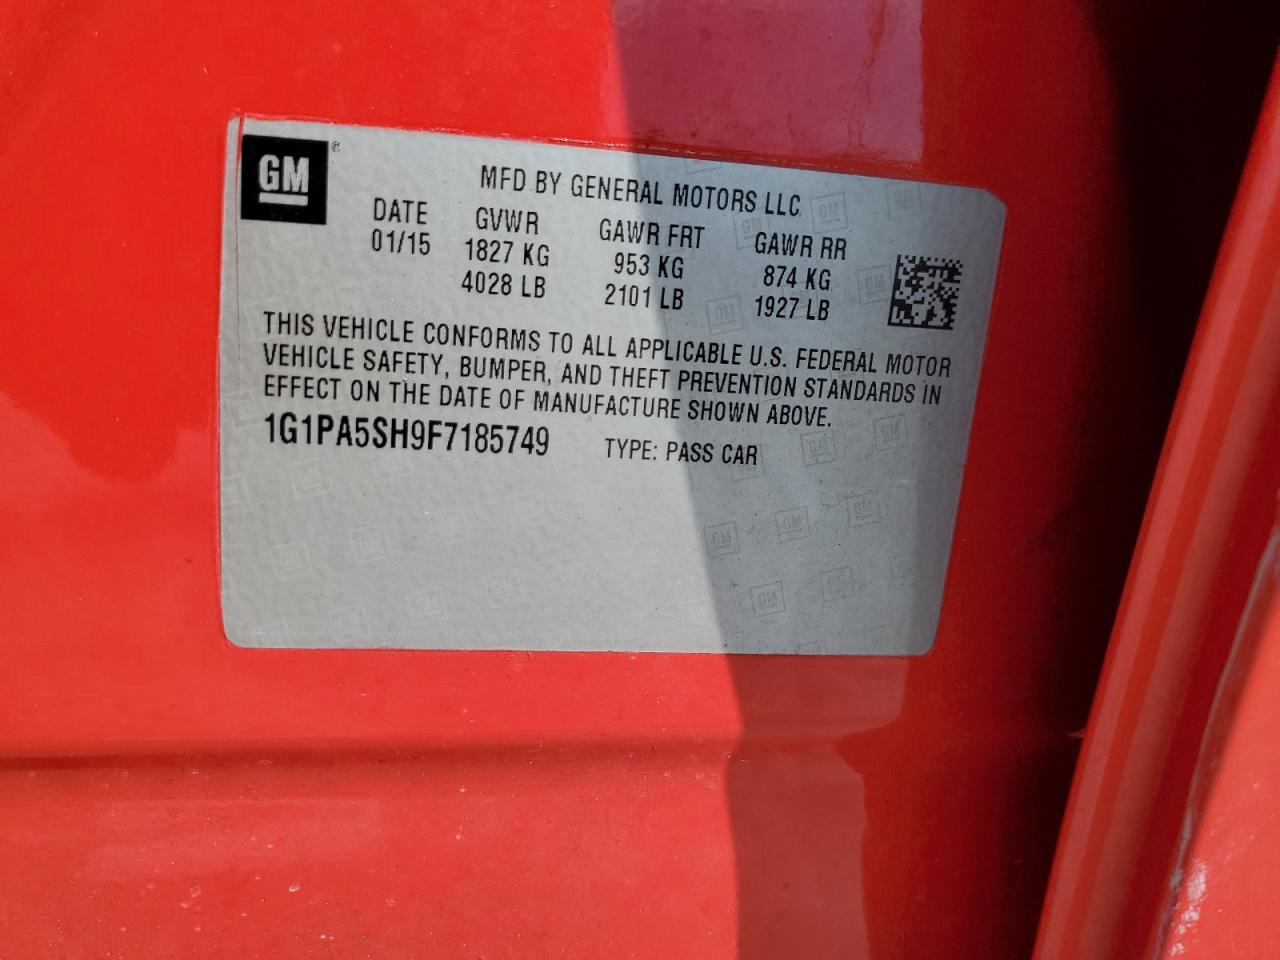 GM
MFD BY GENERAL MOTORS LLC
DATE GVWR GAWR FRT GAWR RR
01/15 1827 KG 953 KG 874 KG
4028 LB 2101 LB 1927 LB
THIS VEHICLE CONFORMS TO ALL APPLICABLE U.S. FEDERAL MOTOR
VEHICLE SAFETY, BUMPER, AND THEFT PREVENTION STANDARDS IN
EFFECT ON THE DATE OF MANUFACTURE SHOWN ABOVE.
1G1PA5SH9F7185749 TYPE: PASS CAR